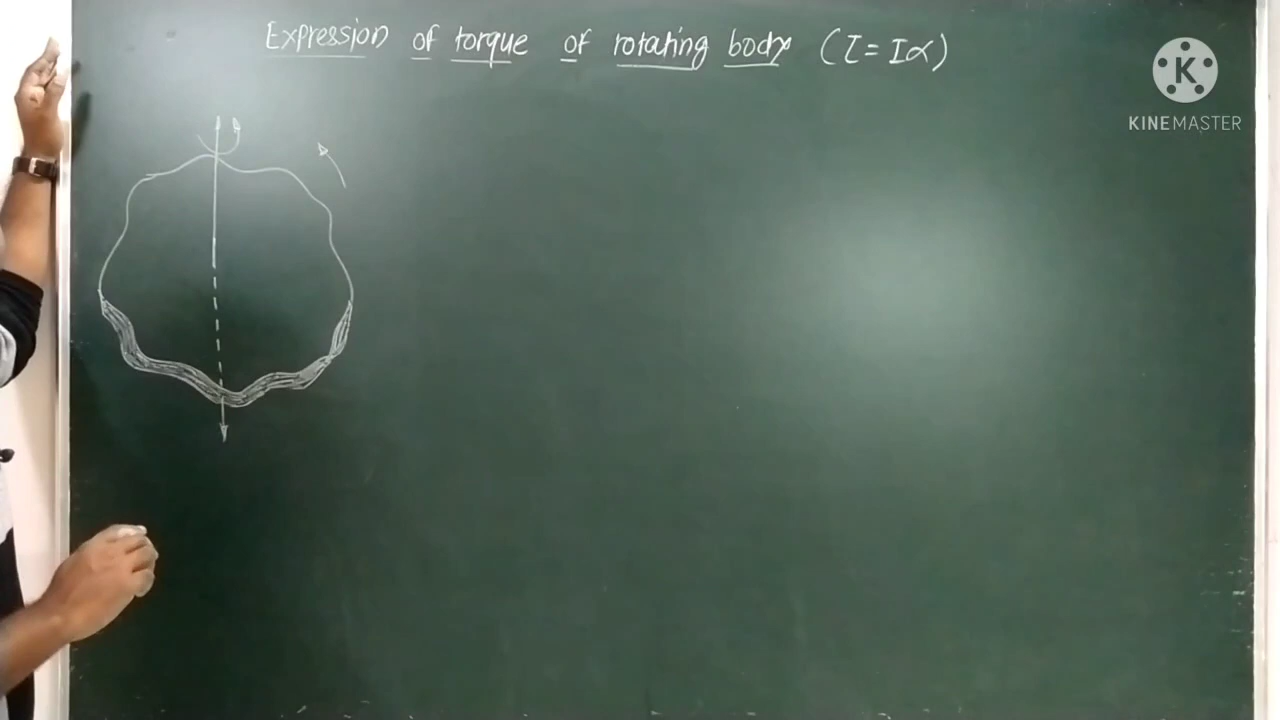 Expression of torque of rotating body (τ = Iα)
K
KINEMASTER